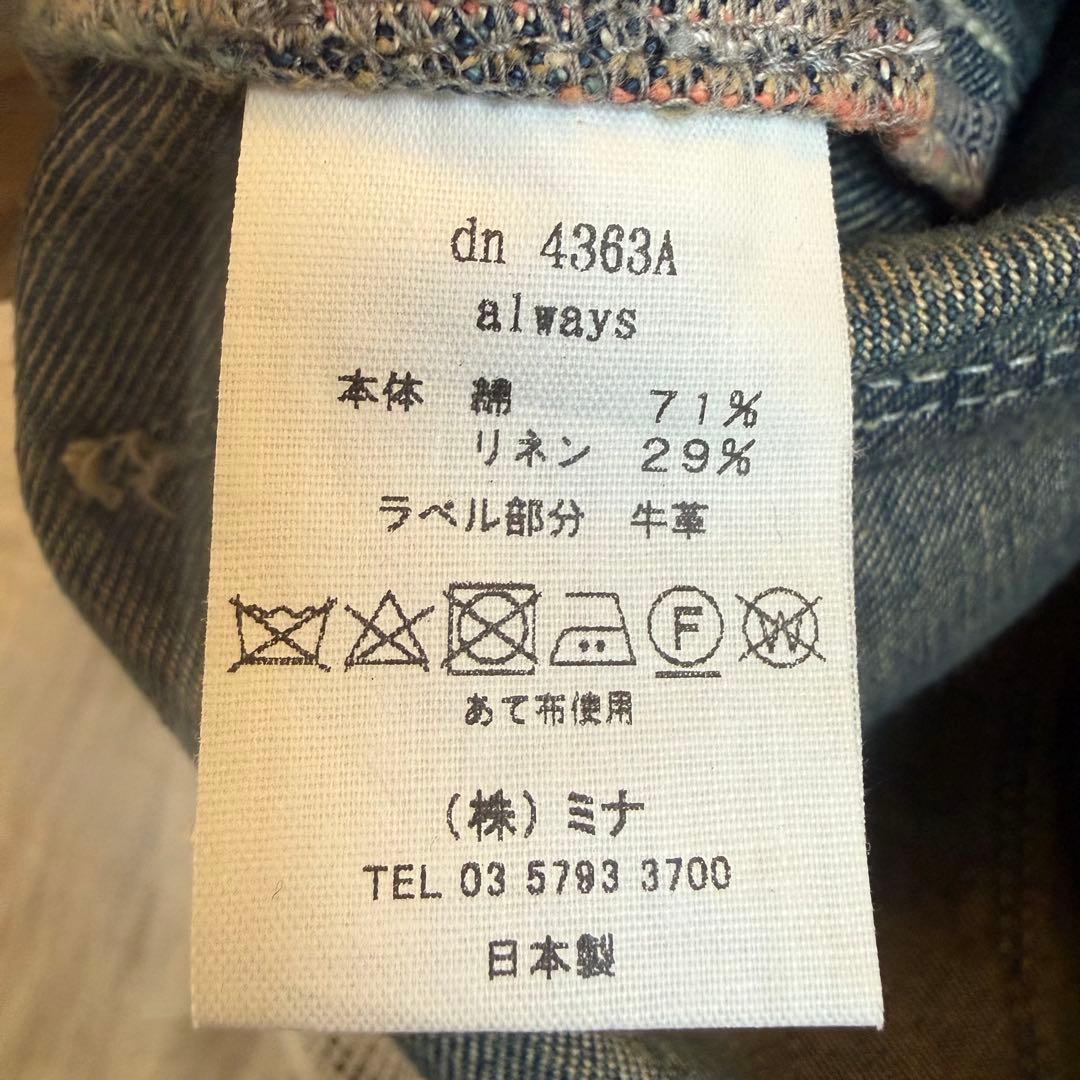 dn 4363A
always
本体 綿 71%
リネン 29%
ラベル部分 牛革
F W
あて布使用
(株)ミナ
TEL 03 5793 3700
日本製